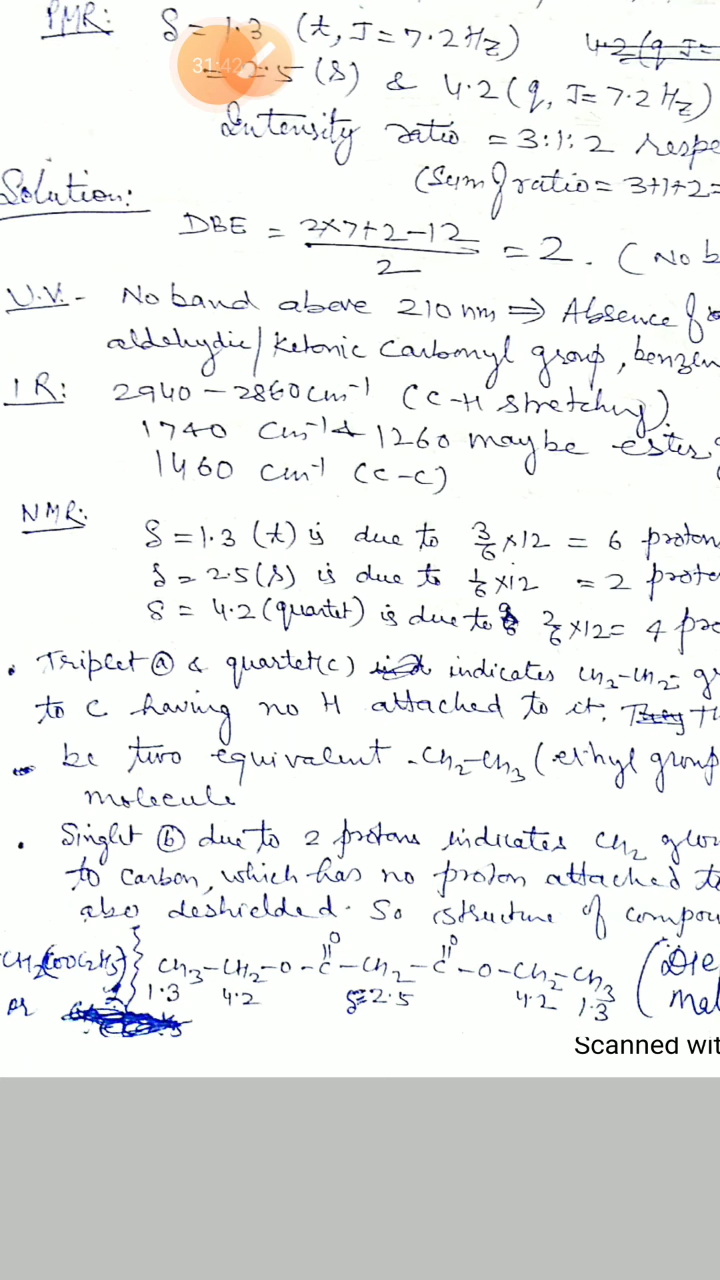 PMR: δ = 1.3 (t, J = 7.2 Hz) 4.2 (q J =
31:42
= 2.5 (s) & 4.2 (q, J = 7.2 Hz)
Intensity ratio = 3:1:2 respe
(Sum of ratio = 3+1+2 =
Solution:
DBE = 2×7+2-12 / 2 = 2. (No b
U.V. - No band above 210 nm ⇒ Absence of
aldehydic/Ketonic Carbonyl group, benzen
IR: 2940 - 2860 cm-1 (C-H stretching).
1740 cm-1 & 1260 maybe ester
1460 cm-1 (C-C)
NMR:
δ = 1.3 (t) is due to 3/6 × 12 = 6 proton
δ = 2.5 (s) is due to 1/6 × 12 = 2 proto
δ = 4.2 (quartet) is due to 2/6 × 12 = 4 pro
• Triplet ⓐ & quartet (c) indicates CH2-CH2 gr
to C having no H attached to it. Th
be two equivalent -CH2-CH3 (ethyl group
molecule
• Singlet ⓑ due to 2 protons indicates CH2 grou
to Carbon, which has no proton attached to
also deshielded. So structure of compou
CH2(COOC2H5)2 } CH3-CH2-O-C(=O)-CH2-C(=O)-O-CH2-CH3 (Die
1.3 4.2 δ=2.5 4.2 1.3 Mal
or
Scanned wit